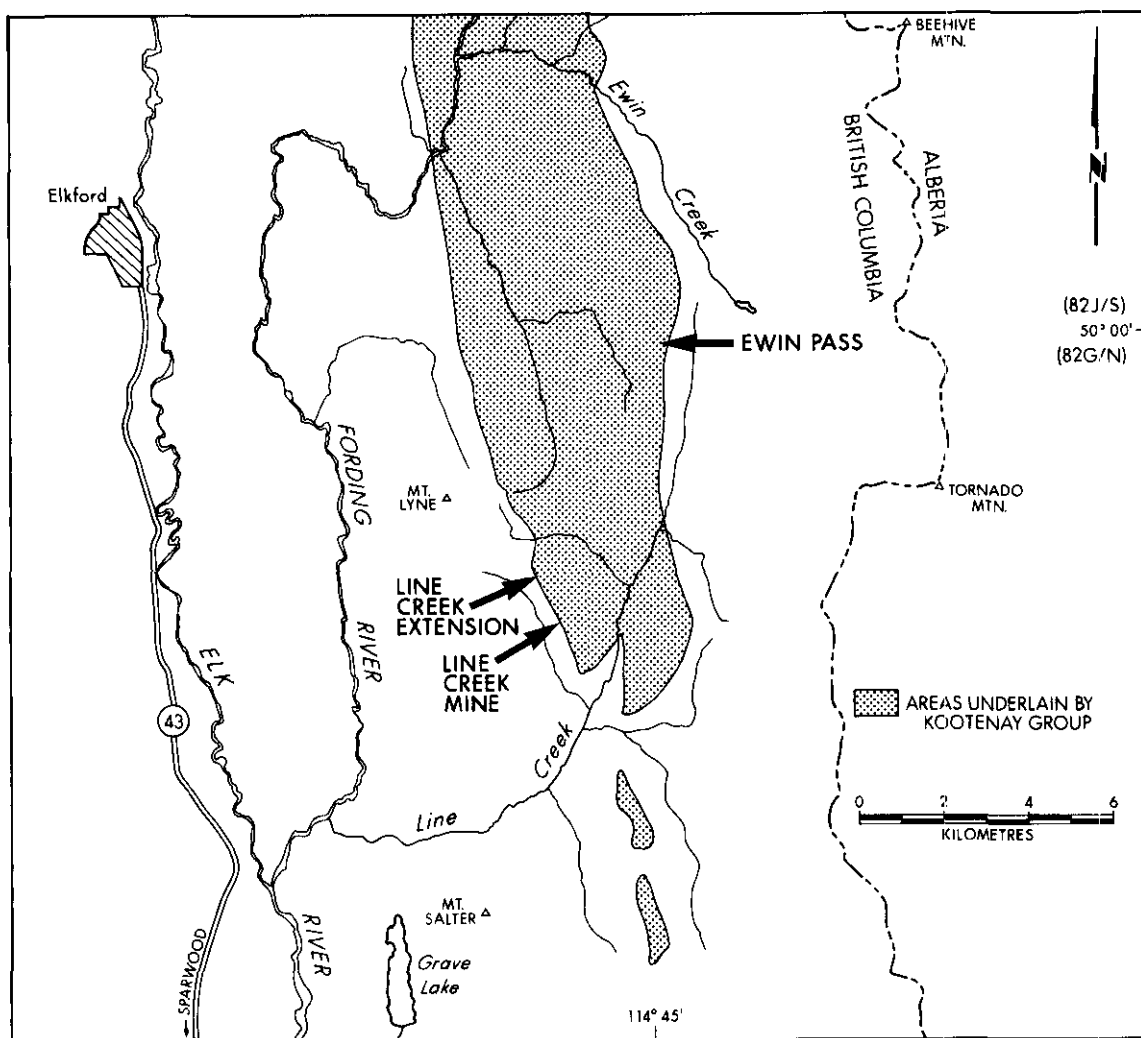 BEEHIVE
MTN.
Ewin
Creek
BRITISH COLUMBIA
ALBERTA
N
Elkford
(82J/S)
50° 00'
(82G/N)
EWIN PASS
FORDING
RIVER
MT.
LYNE
TORNADO
MTN.
LINE
CREEK
EXTENSION
LINE
CREEK
MINE
ELK
RIVER
43
AREAS UNDERLAIN BY
KOOTENAY GROUP
0 2 4 6
KILOMETRES
Line Creek
MT.
SALTER
Grave
Lake
SPARWOOD
114° 45'